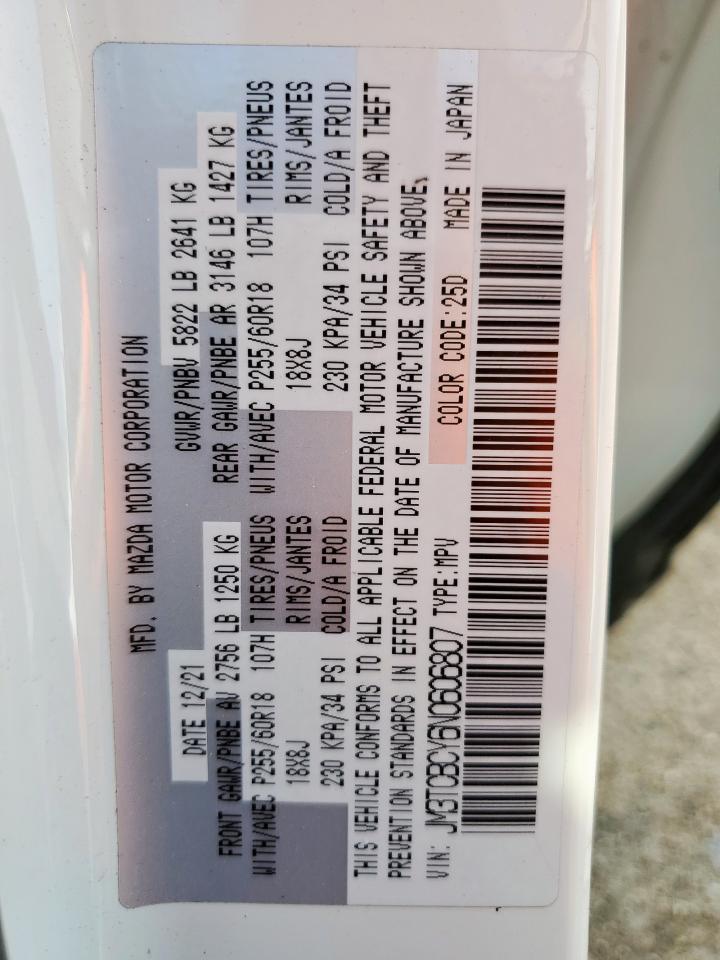 MFD. BY MAZDA MOTOR CORPORATION
DATE 12/21 GVWR/PNBV 5822 LB 2641 KG
FRONT GAWR/PNBE AV 2756 LB 1250 KG REAR GAWR/PNBE AR 3146 LB 1427 KG
WITH/AVEC P255/60R18 107H TIRES/PNEUS WITH/AVEC P255/60R18 107H TIRES/PNEUS
18X8J RIMS/JANTES 18X8J RIMS/JANTES
230 KPA/34 PSI COLD/A FROID 230 KPA/34 PSI COLD/A FROID
THIS VEHICLE CONFORMS TO ALL APPLICABLE FEDERAL MOTOR VEHICLE SAFETY AND THEFT
PREVENTION STANDARDS IN EFFECT ON THE DATE OF MANUFACTURE SHOWN ABOVE.
VIN: JM3TCBCY6N0606807 TYPE:MPV COLOR CODE:25D MADE IN JAPAN